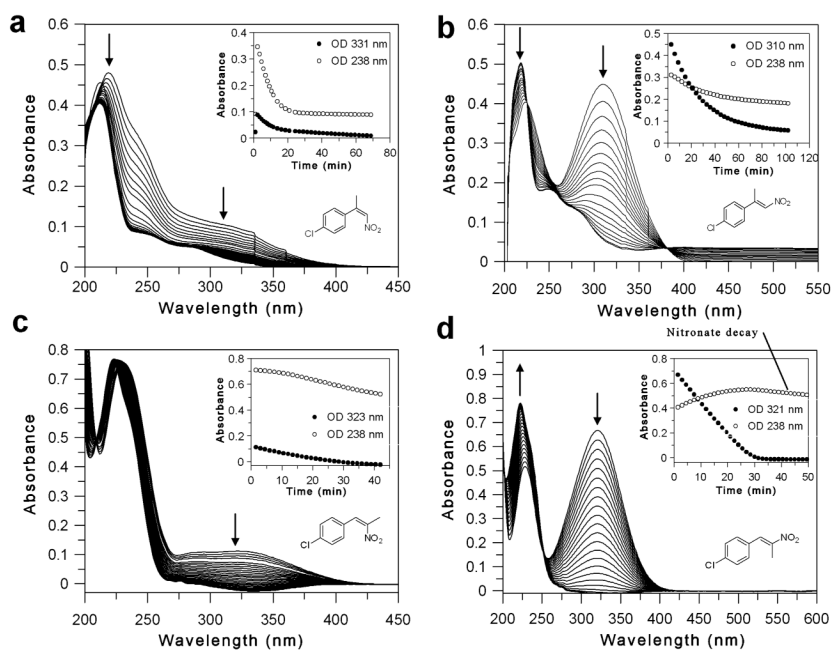 a
0.6
0.5
0.4
0.3
0.2
0.1
0
Absorbance
200 250 300 350 400 450
Wavelength (nm)
0.4
0.3
0.2
0.1
0
Absorbance
0 20 40 60 80
Time (min)
OD 331 nm
OD 238 nm
Cl
NO2
b
0.6
0.5
0.4
0.3
0.2
0.1
0
Absorbance
200 250 300 350 400 450 500 550
Wavelength (nm)
0.5
0.4
0.3
0.2
0.1
0
Absorbance
0 20 40 60 80 100 120
Time (min)
OD 310 nm
OD 238 nm
Cl
NO2
c
0.8
0.7
0.6
0.5
0.4
0.3
0.2
0.1
0
Absorbance
200 250 300 350 400 450
Wavelength (nm)
0.8
0.6
0.4
0.2
0
Absorbance
0 10 20 30 40 50
Time (min)
OD 323 nm
OD 238 nm
Cl
NO2
d
Nitronate decay
1
0.9
0.8
0.7
0.6
0.5
0.4
0.3
0.2
0.1
0
Absorbance
200 250 300 350 400 450 500 550 600
Wavelength (nm)
0.8
0.6
0.4
0.2
0
Absorbance
0 10 20 30 40 50
Time (min)
OD 321 nm
OD 238 nm
Cl
NO2